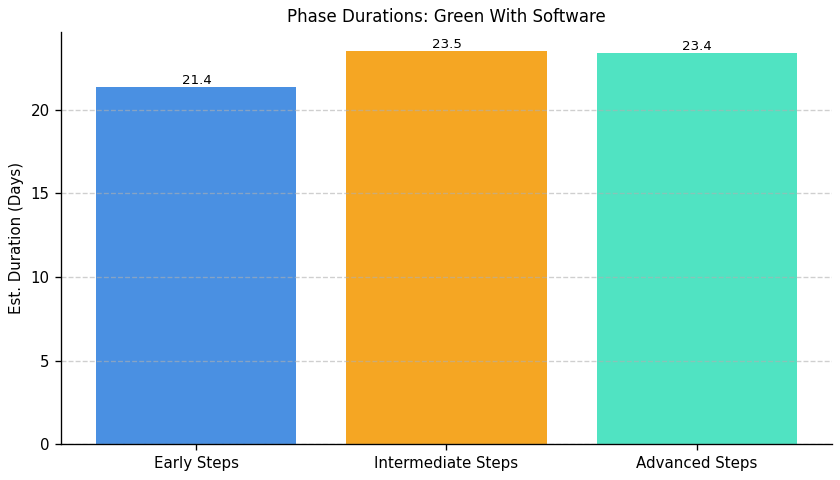 Phase Durations: Green With Software
Est. Duration (Days)
20
15
10
5
0
21.4
23.5
23.4
Early Steps
Intermediate Steps
Advanced Steps